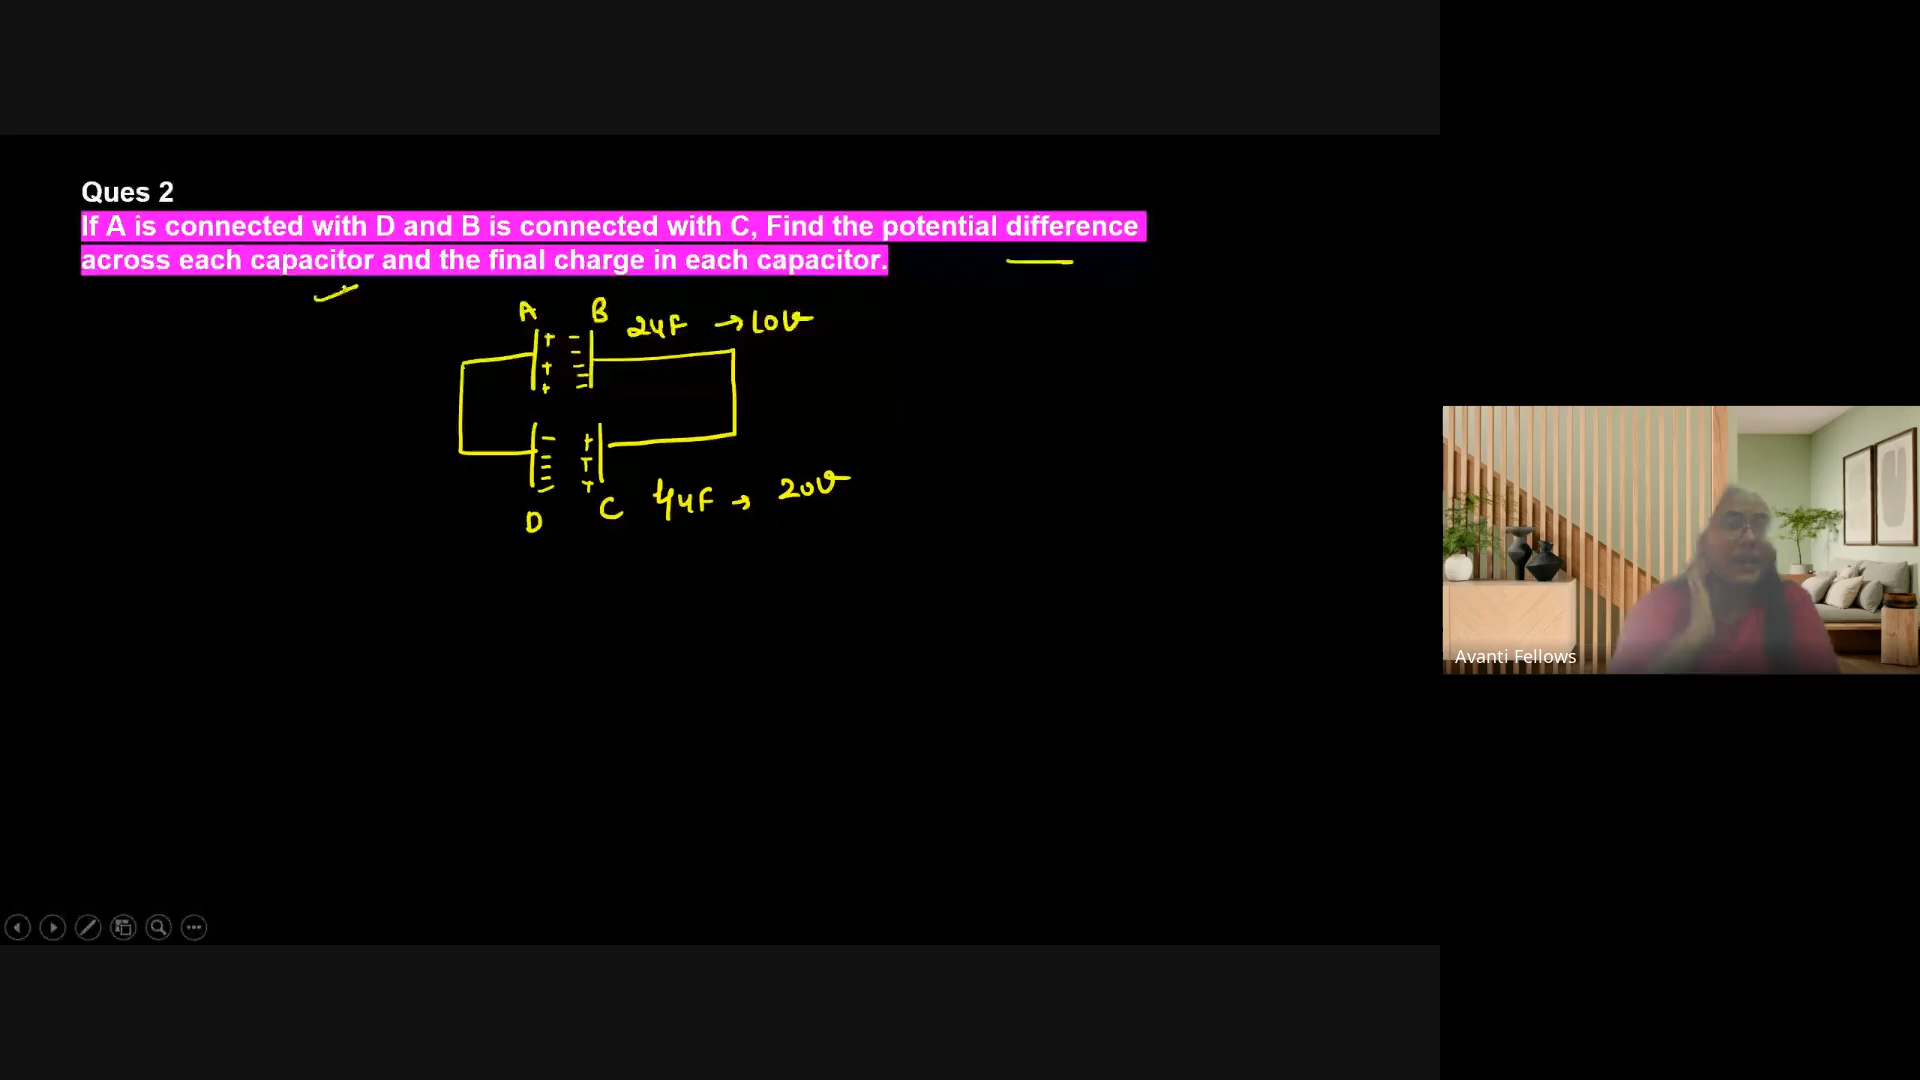 Ques 2
If A is connected with D and B is connected with C, Find the potential difference
across each capacitor and the final charge in each capacitor.
A B 2μF → 10V
D C 4μF → 20V
Avanti Fellows